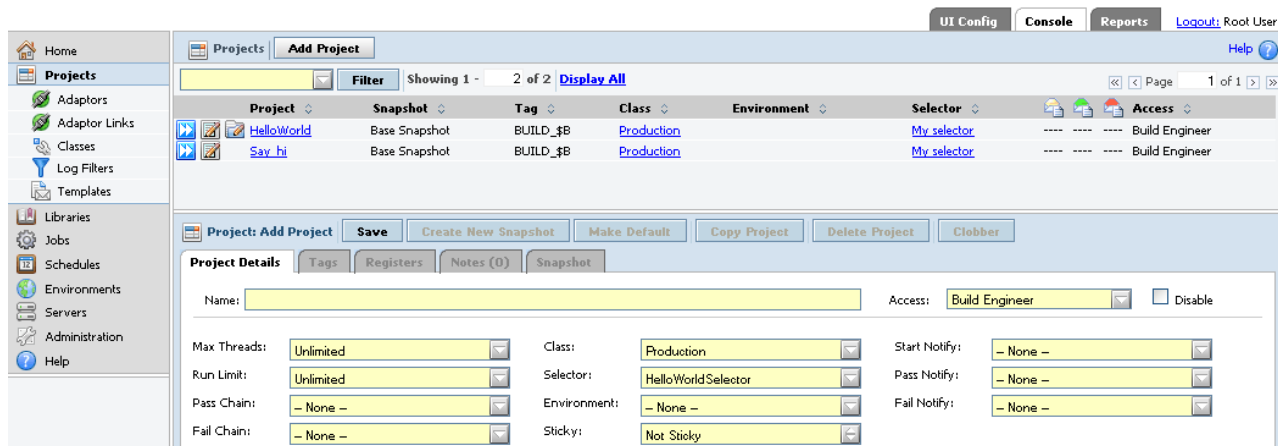 UI Config Console Reports Logout: Root User
Home
Projects
Adaptors
Adaptor Links
Classes
Log Filters
Templates
Libraries
Jobs
Schedules
Environments
Servers
Administration
Help
Projects Add Project Help ?
Filter Showing 1 - 2 of 2 Display All Page 1 of 1
Project Snapshot Tag Class Environment Selector Access
HelloWorld Base Snapshot BUILD_$B Production My selector ---- ---- ---- Build Engineer
Say hi Base Snapshot BUILD_$B Production My selector ---- ---- ---- Build Engineer
Project: Add Project Save Create New Snapshot Make Default Copy Project Delete Project Clobber
Project Details Tags Registers Notes (0) Snapshot
Name: Access: Build Engineer Disable
Max Threads: Unlimited Class: Production Start Notify: – None –
Run Limit: Unlimited Selector: HelloWorldSelector Pass Notify: – None –
Pass Chain: – None – Environment: – None – Fail Notify: – None –
Fail Chain: – None – Sticky: Not Sticky